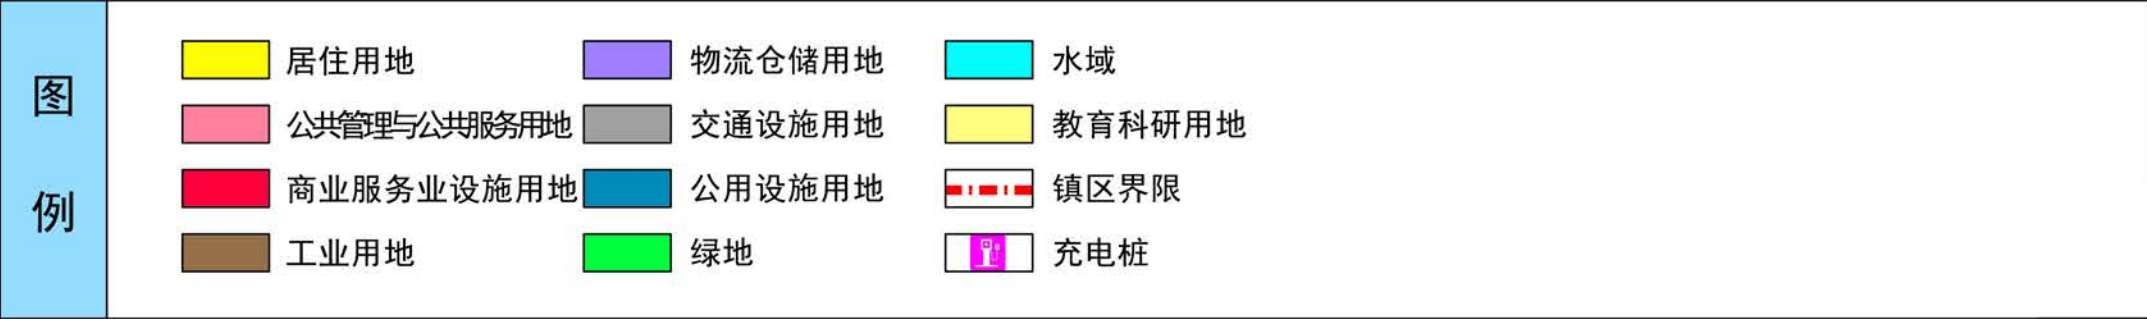 图例
居住用地 物流仓储用地 水域
公共管理与公共服务用地 交通设施用地 教育科研用地
商业服务业设施用地 公用设施用地 镇区界限
工业用地 绿地 充电桩